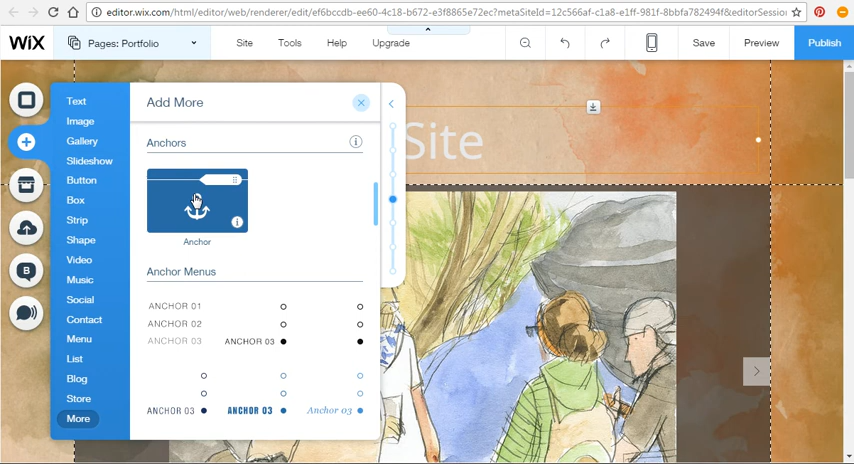 editor.wix.com/html/editor/web/renderer/edit/ef6bccdb-ee60-4c18-b672-e3f8865e72ec?metaSiteId=12c566af-c1a8-e1ff-981f-8bbfa782494f&editorSession
WiX
Pages: Portfolio
Site
Tools
Help
Upgrade
Save
Preview
Publish
Text
Image
Gallery
Slideshow
Button
Box
Strip
Shape
Video
Music
Social
Contact
Menu
List
Blog
Store
More
Add More
Anchors
Anchor
Anchor Menus
ANCHOR 01
ANCHOR 02
ANCHOR 03
ANCHOR 03
ANCHOR 03
ANCHOR 03
Anchor 03
Site
B